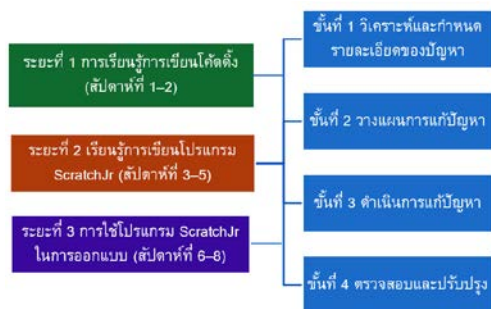 ระยะที่ 1 การเรียนรู้การเขียนโค้ดดิ้ง
(สัปดาห์ที่ 1–2)
ระยะที่ 2 เรียนรู้การเขียนโปรแกรม
ScratchJr (สัปดาห์ที่ 3–5)
ระยะที่ 3 การใช้โปรแกรม ScratchJr
ในการออกแบบ (สัปดาห์ที่ 6–8)
ขั้นที่ 1 วิเคราะห์และกำหนด
รายละเอียดของปัญหา
ขั้นที่ 2 วางแผนการแก้ปัญหา
ขั้นที่ 3 ดำเนินการแก้ปัญหา
ขั้นที่ 4 ตรวจสอบและปรับปรุง